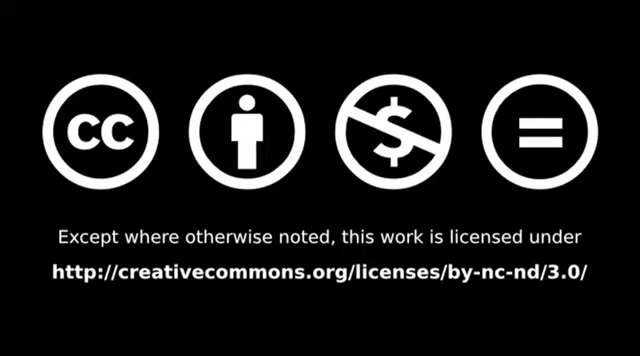 cc
$
=
Except where otherwise noted, this work is licensed under
http://creativecommons.org/licenses/by-nc-nd/3.0/